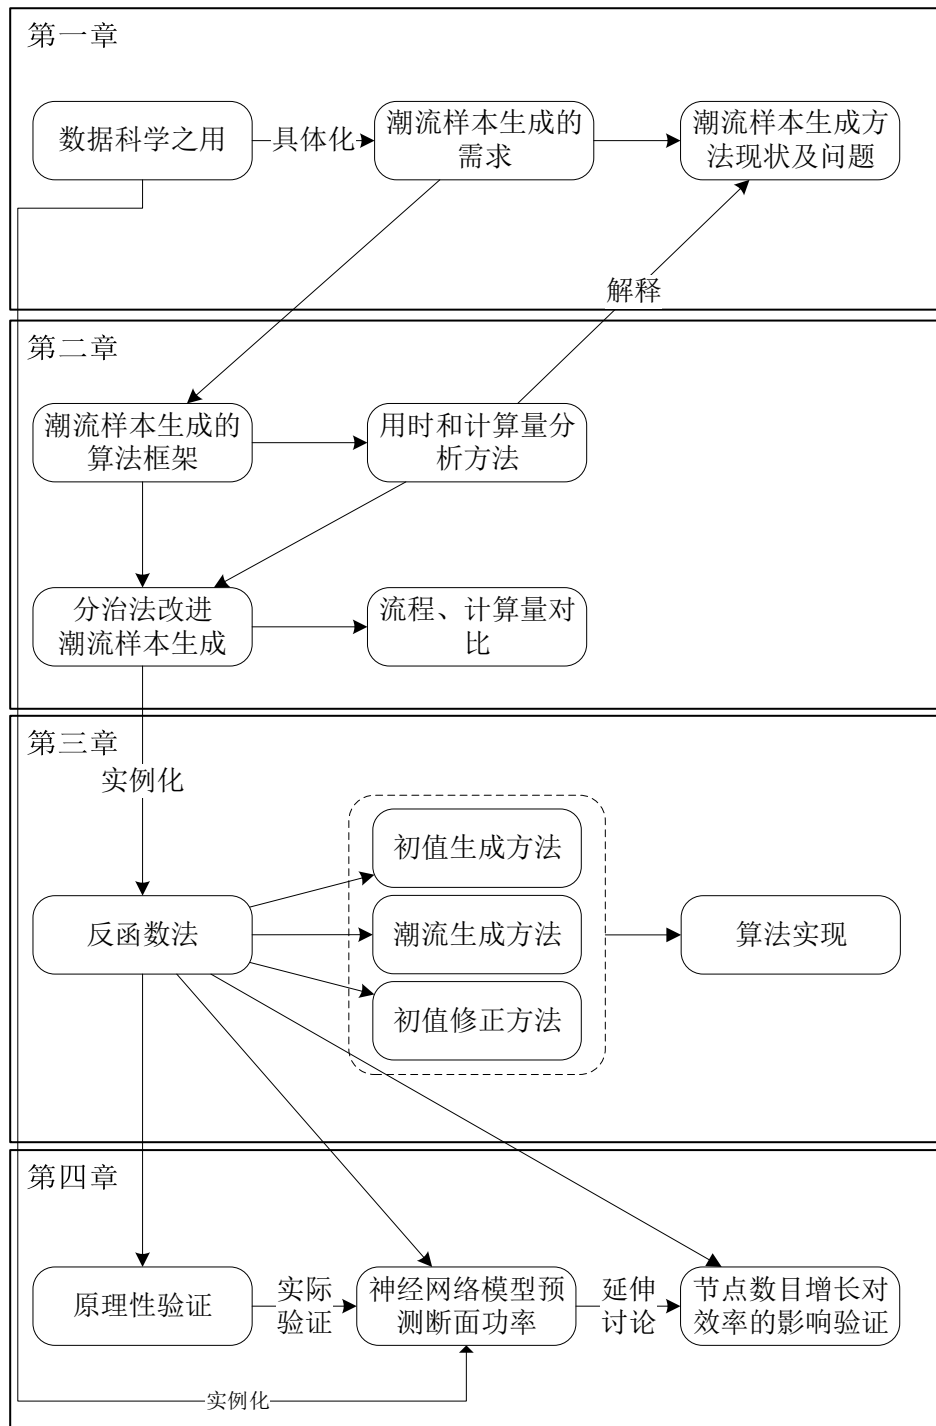 第一章
数据科学之用
具体化
潮流样本生成的
需求
潮流样本生成方
法现状及问题
解释
第二章
潮流样本生成的
算法框架
用时和计算量分
析方法
分治法改进
潮流样本生成
流程、计算量对
比
第三章
实例化
初值生成方法
反函数法
潮流生成方法
算法实现
初值修正方法
第四章
原理性验证
实际
验证
神经网络模型预
测断面功率
延伸
讨论
节点数目增长对
效率的影响验证
实例化